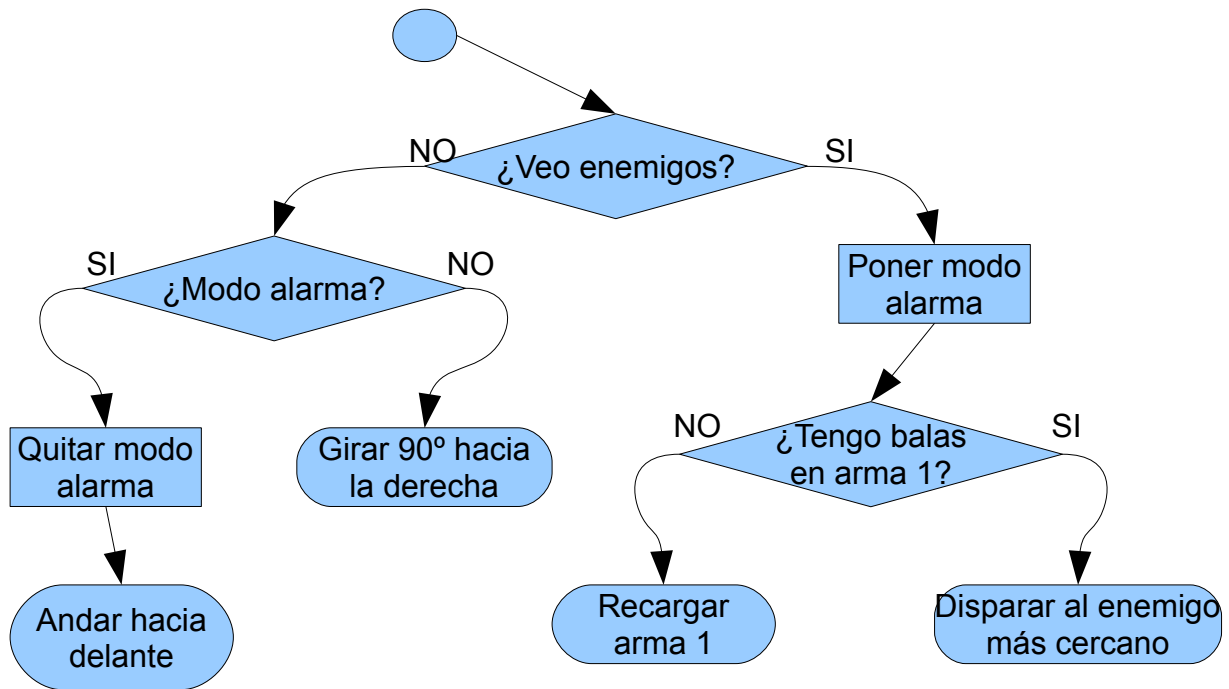 NO
¿Veo enemigos?
SI
SI
¿Modo alarma?
NO
Poner modo
alarma
Quitar modo
alarma
Girar 90º hacia
la derecha
NO
¿Tengo balas
en arma 1?
SI
Andar hacia
delante
Recargar
arma 1
Disparar al enemigo
más cercano